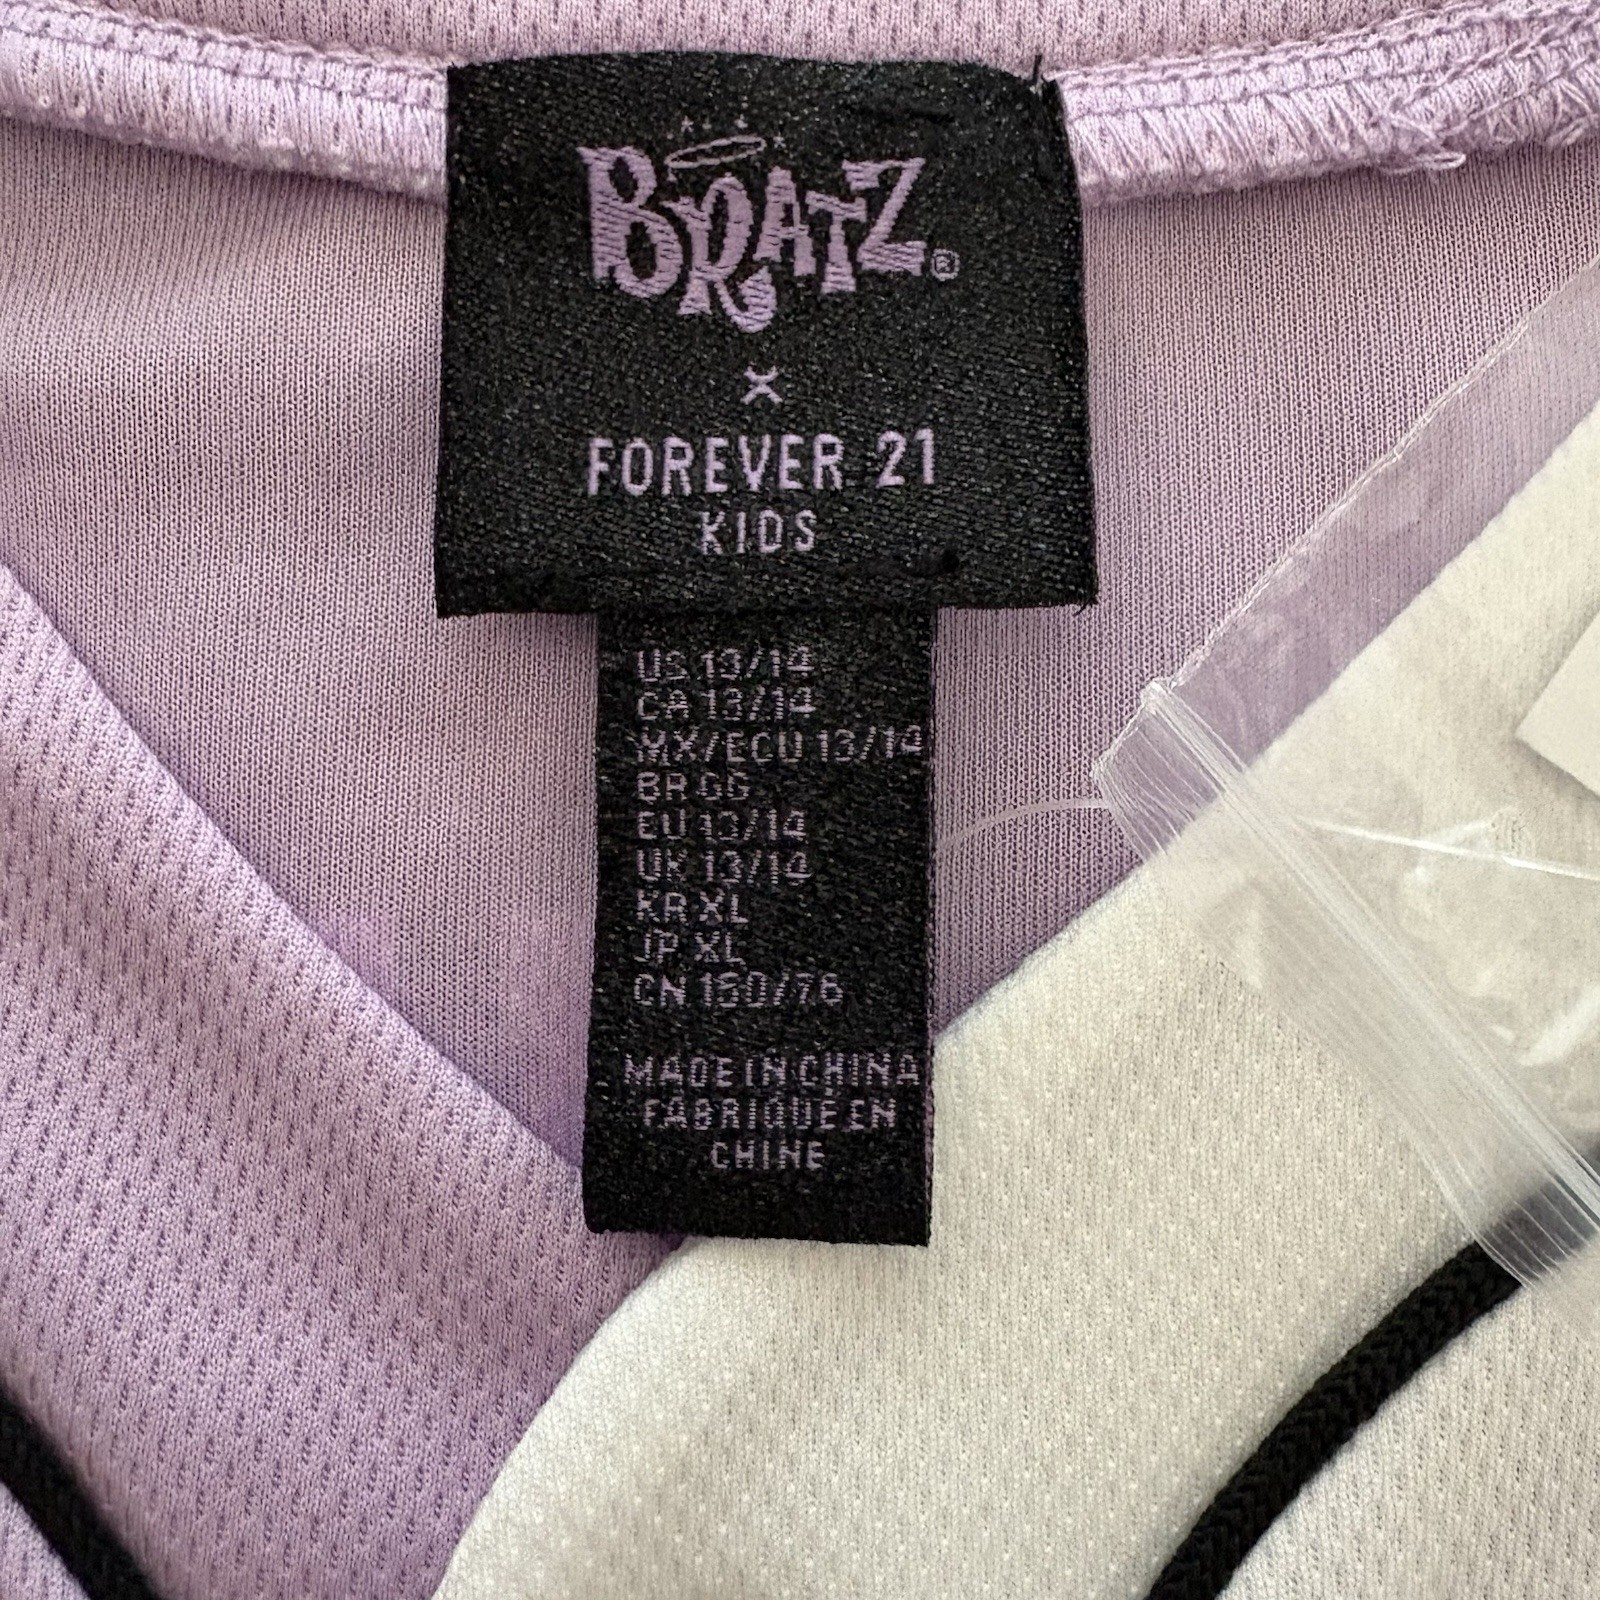 BRATZ®
x
FOREVER 21
KIDS
US 13/14
CA 13/14
MX/ECU 13/14
BR GG
EU 13/14
UK 13/14
KR XL
JP XL
CN 160/76
MADE IN CHINA
FABRIQUÉ EN
CHINE